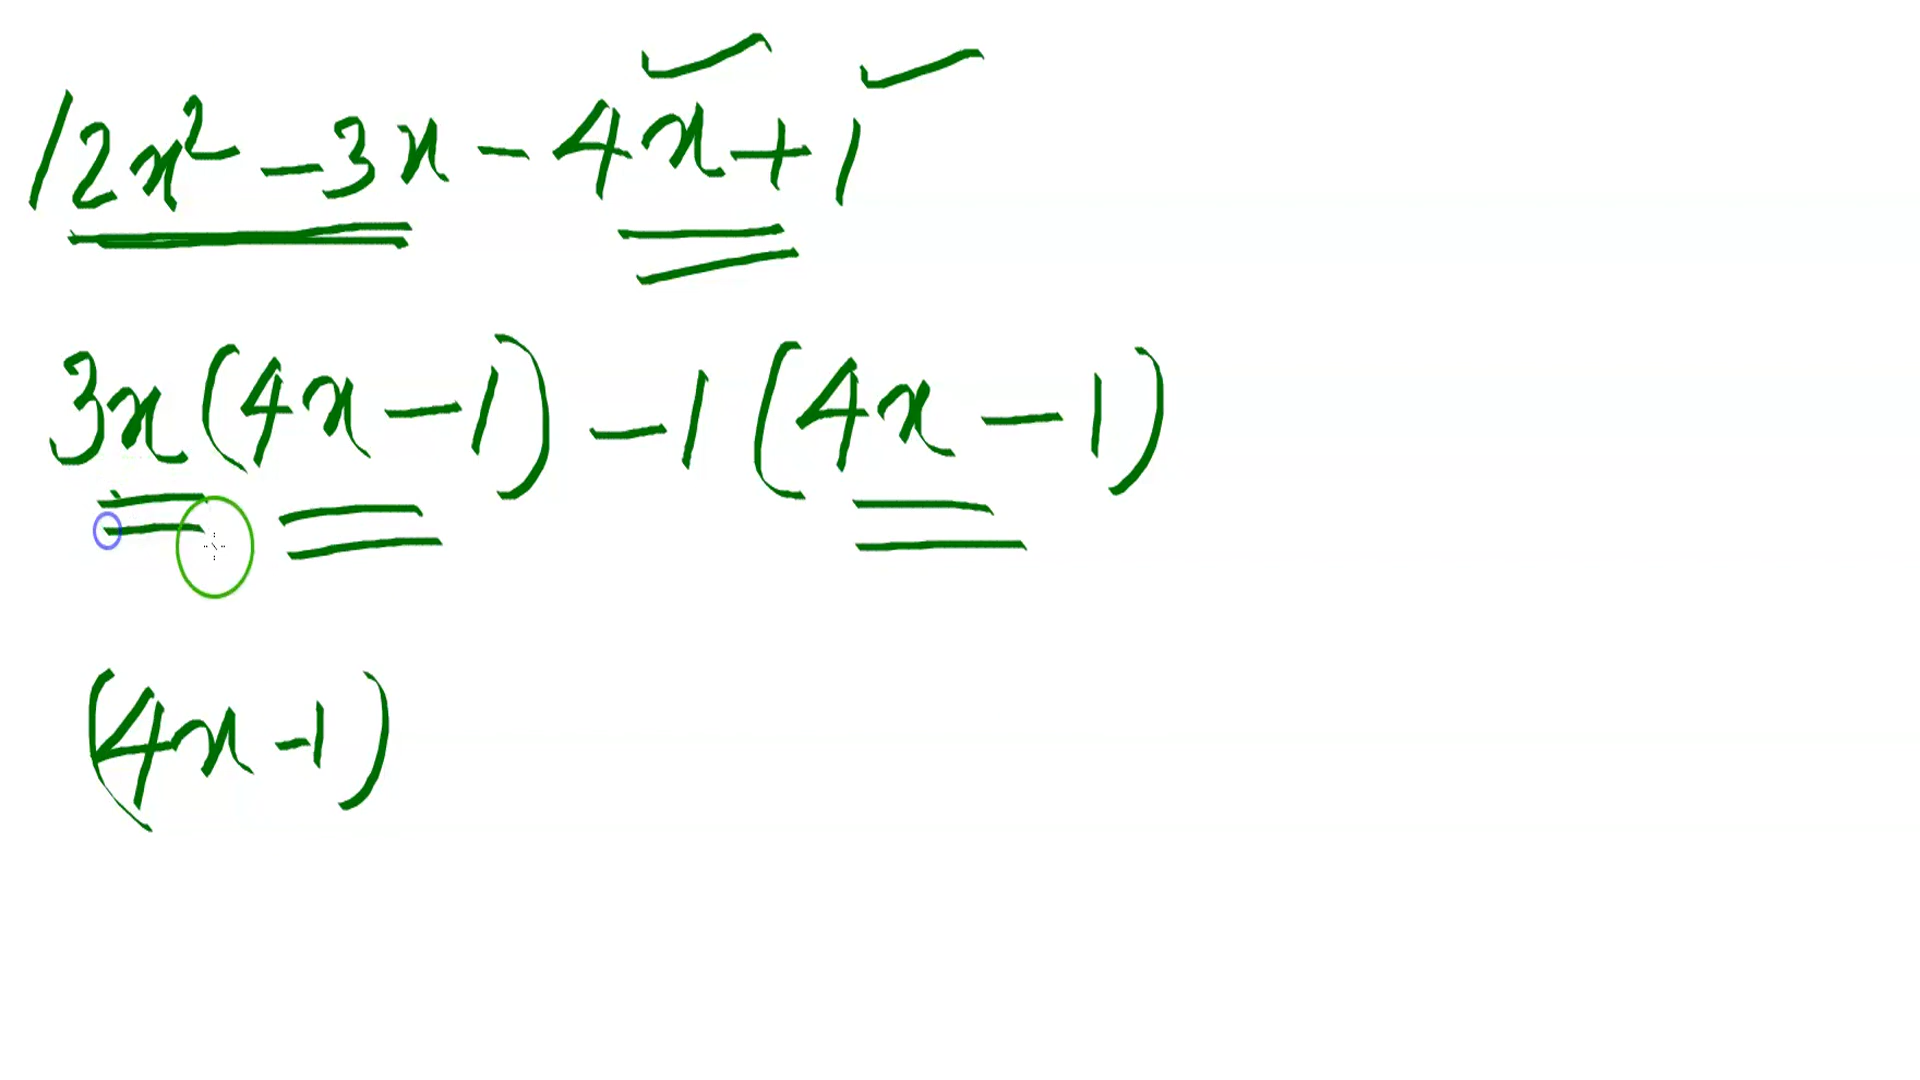 12x² - 3x - 4x + 1
3x(4x - 1) - 1(4x - 1)
(4x - 1)